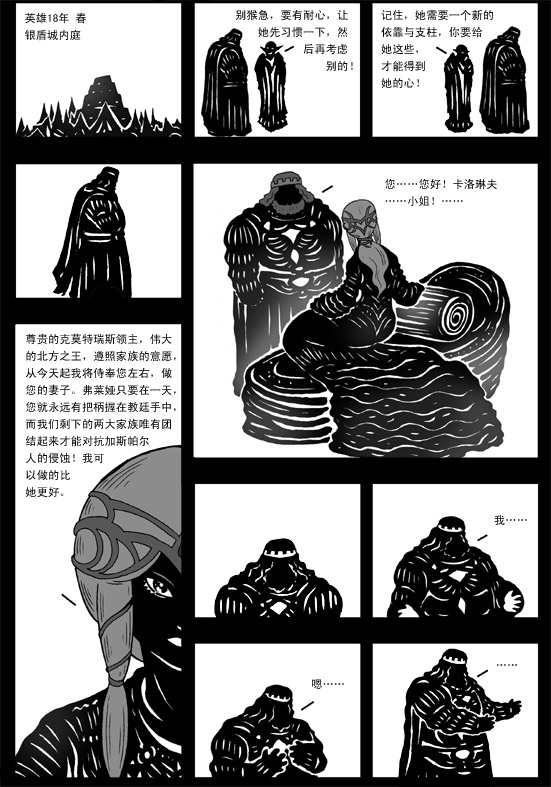 英雄18年 春
银盾城内庭
别猴急，要有耐心，让
她先习惯一下，然
后再考虑
别的！
记住，她需要一个新的
依靠与支柱，你要给
她这些，
才能得到
她的心！
您……您好！卡洛琳夫
……小姐！……
尊贵的克莫特瑞斯领主，伟大
的北方之王，遵照家族的意愿，
从今天起我将侍奉您左右，做
您的妻子。弗莱娅只要在一天，
您就永远有把柄握在教廷手中，
而我们剩下的两大家族唯有团
结起来才能对抗加斯帕尔
人的侵蚀！我可
以做的比
她更好。
我……
嗯……
……